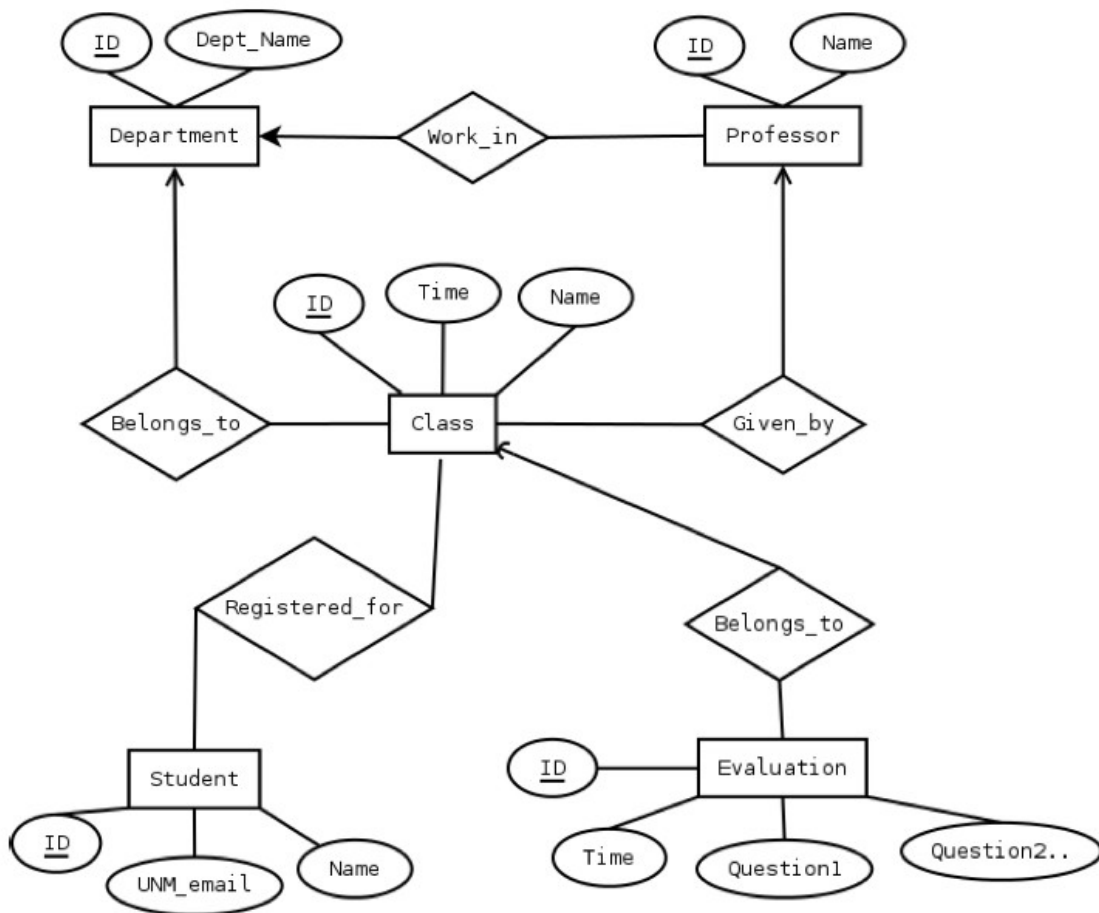 ID
Dept_Name
ID
Name
Department
Work_in
Professor
ID
Time
Name
Belongs_to
Class
Given_by
Registered_for
Belongs_to
Student
ID
Evaluation
ID
UNM_email
Name
Time
Question1
Question2..